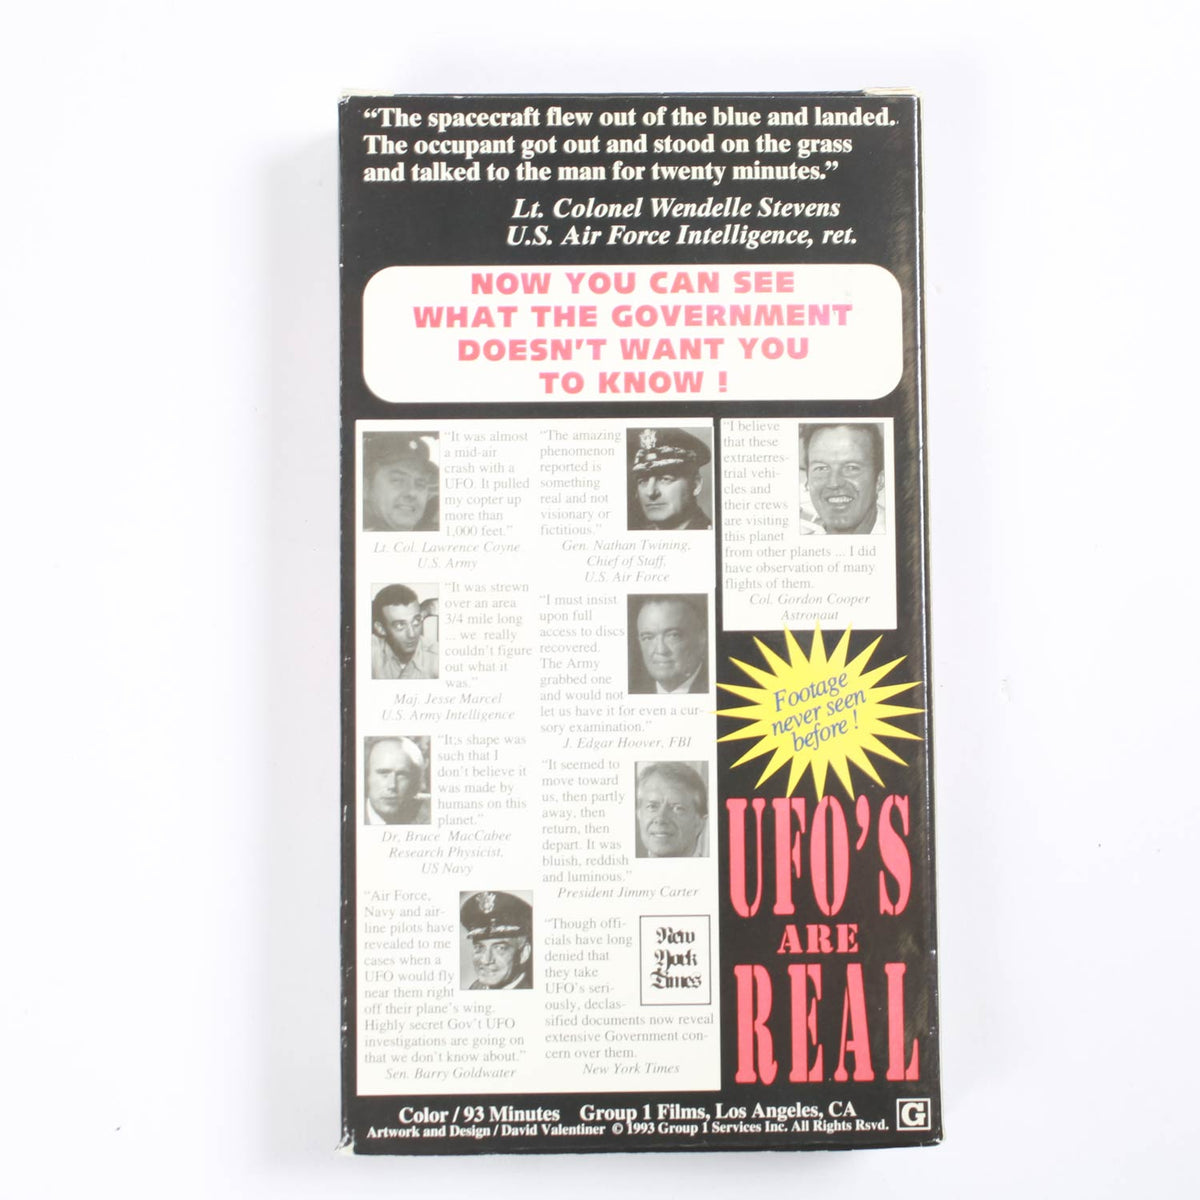 “The spacecraft flew out of the blue and landed.
The occupant got out and stood on the grass
and talked to the man for twenty minutes.”
Lt. Colonel Wendelle Stevens
U.S. Air Force Intelligence, ret.
NOW YOU CAN SEE
WHAT THE GOVERNMENT
DOESN'T WANT YOU
TO KNOW !
“It was almost
a mid-air
crash with a
UFO. It pulled
my copter up
more than
1,000 feet.”
Lt. Col. Lawrence Coyne
U.S. Army
“It was strewn
over an area
3/4 mile long
... we really
couldn't figure
out what it
was.”
Maj. Jesse Marcel
U.S. Army Intelligence
“It;s shape was
such that I
don't believe it
was made by
humans on this
planet.”
Dr, Bruce MacCabee
Research Physicist,
US Navy
“Air Force,
Navy and air-
line pilots have
revealed to me
cases when a
UFO would fly
near them right
off their plane's wing.
Highly secret Gov't UFO
investigations are going on
that we don't know about.”
Sen. Barry Goldwater
“The amazing
phenomenon
reported is
something
real and not
visionary or
fictitious.”
Gen. Nathan Twining,
Chief of Staff,
U.S. Air Force
“I must insist
upon full
access to discs
recovered.
The Army
grabbed one
and would not
let us have it for even a cur-
sory examination.”
J. Edgar Hoover, FBI
“It seemed to
move toward
us, then partly
away, then
return, then
depart. It was
bluish, reddish
and luminous.”
President Jimmy Carter
“Though offi-
cials have long
denied that
they take
UFO's seri-
ously, declas-
sified documents now reveal
extensive Government con-
cern over them.
New York Times
New
York
Times
“I believe
that these
extraterres-
trial vehi-
cles and
their crews
are visiting
this planet
from other planets ... I did
have observation of many
flights of them.
Col. Gordon Cooper
Astronaut
Footage
never seen
before !
UFO'S
ARE
REAL
Color / 93 Minutes Group 1 Films, Los Angeles, CA
Artwork and Design / David Valentiner © 1993 Group 1 Services Inc. All Rights Rsvd.
G